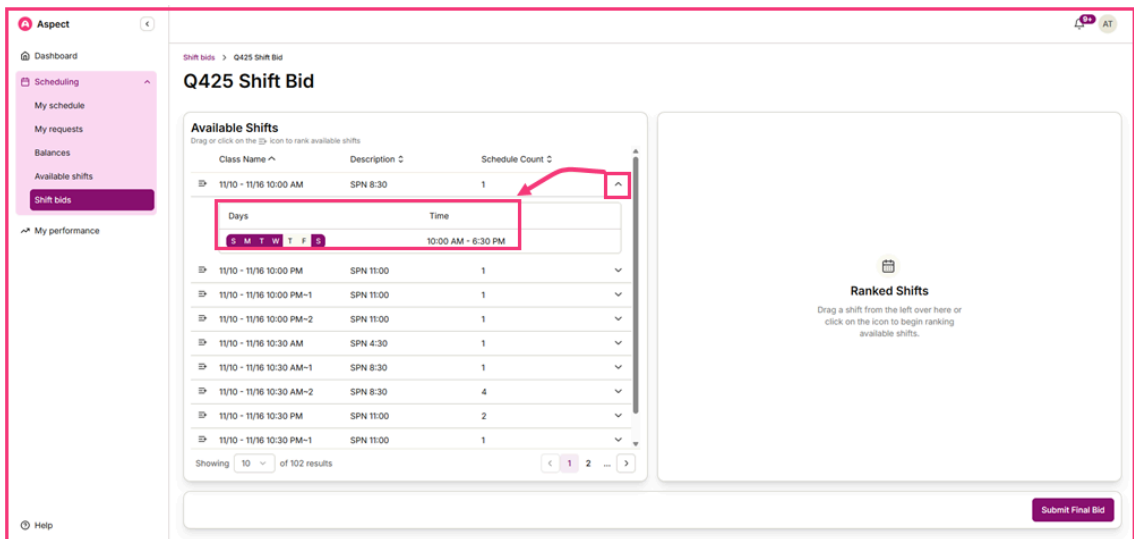 Aspect
9+
AT
Dashboard
Scheduling
My schedule
My requests
Balances
Available shifts
Shift bids
My performance
Help
Shift bids > Q425 Shift Bid
Q425 Shift Bid
Available Shifts
Drag or click on the icon to rank available shifts
Class Name Description Schedule Count
11/10 - 11/16 10:00 AM SPN 8:30 1
Days Time
S M T W T F S 10:00 AM - 6:30 PM
11/10 - 11/16 10:00 PM SPN 11:00 1
11/10 - 11/16 10:00 PM~1 SPN 11:00 1
11/10 - 11/16 10:00 PM~2 SPN 11:00 1
11/10 - 11/16 10:30 AM SPN 4:30 1
11/10 - 11/16 10:30 AM~1 SPN 8:30 1
11/10 - 11/16 10:30 AM~2 SPN 8:30 4
11/10 - 11/16 10:30 PM SPN 11:00 2
11/10 - 11/16 10:30 PM~1 SPN 11:00 1
Showing 10 of 102 results
< 1 2 ... >
Ranked Shifts
Drag a shift from the left over here or
click on the icon to begin ranking
available shifts.
Submit Final Bid